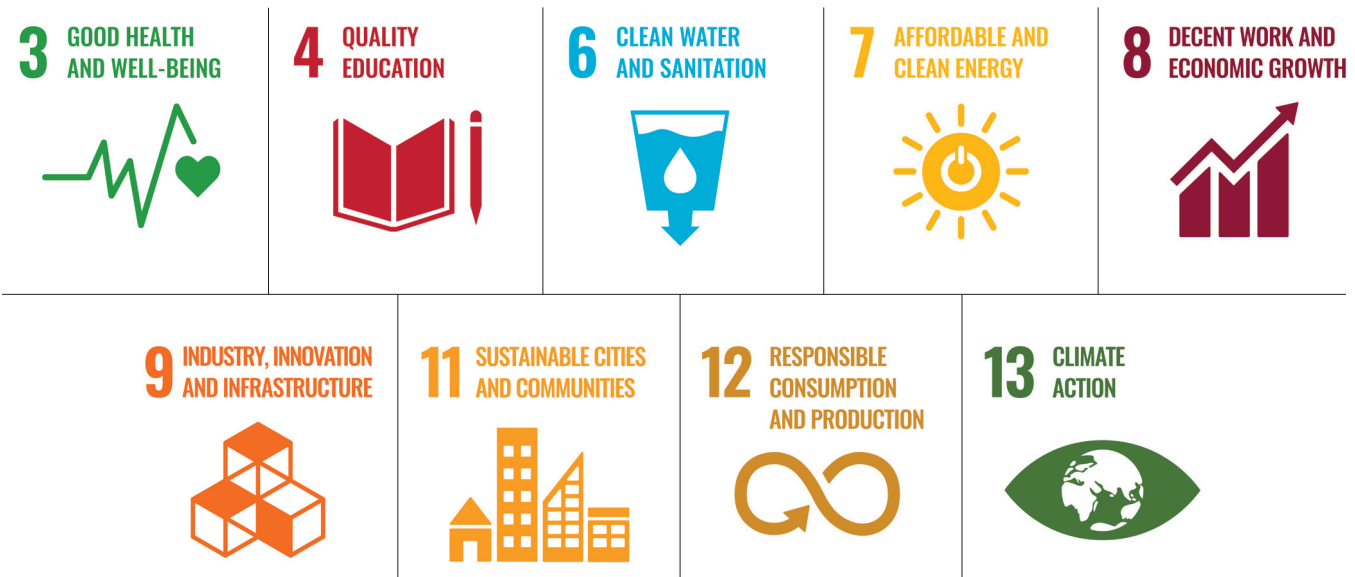 3 GOOD HEALTH
AND WELL-BEING
4 QUALITY
EDUCATION
6 CLEAN WATER
AND SANITATION
7 AFFORDABLE AND
CLEAN ENERGY
8 DECENT WORK AND
ECONOMIC GROWTH
9 INDUSTRY, INNOVATION
AND INFRASTRUCTURE
11 SUSTAINABLE CITIES
AND COMMUNITIES
12 RESPONSIBLE
CONSUMPTION
AND PRODUCTION
13 CLIMATE
ACTION